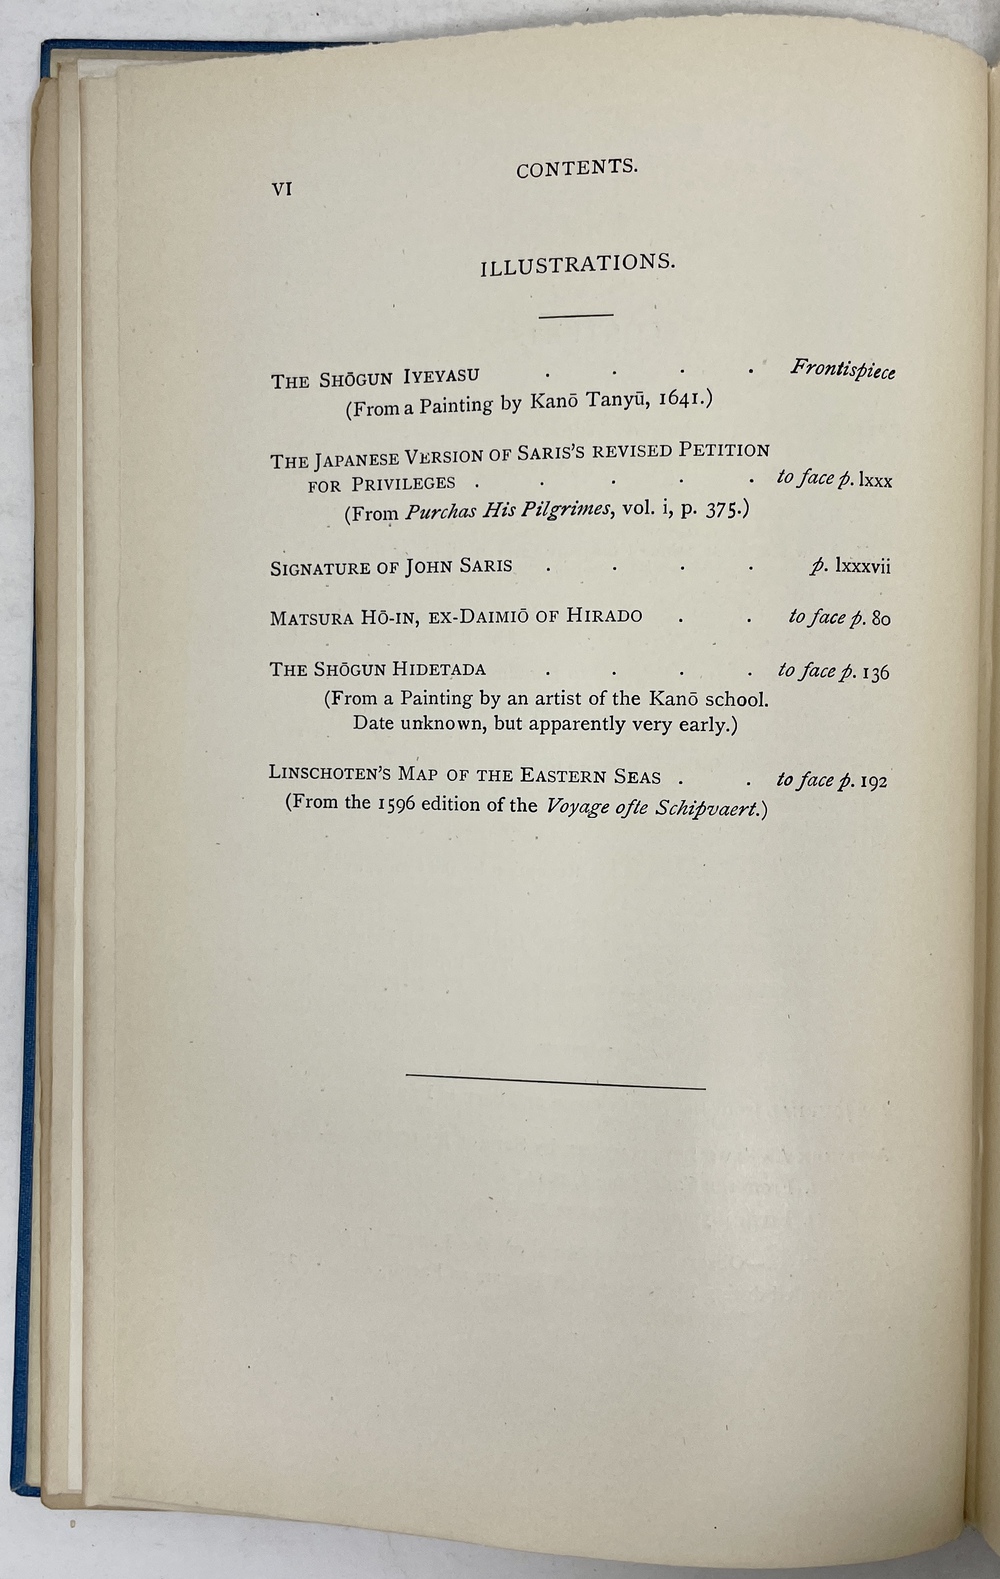 VI
CONTENTS.
ILLUSTRATIONS.
THE SHŌGUN IYEYASU . . . . Frontispiece
(From a Painting by Kanō Tanyū, 1641.)
THE JAPANESE VERSION OF SARIS'S REVISED PETITION
FOR PRIVILEGES . . . . . to face p. lxxx
(From Purchas His Pilgrimes, vol. i, p. 375.)
SIGNATURE OF JOHN SARIS . . . . p. lxxxvii
MATSURA HŌ-IN, EX-DAIMIŌ OF HIRADO . . to face p. 80
THE SHŌGUN HIDETADA . . . . to face p. 136
(From a Painting by an artist of the Kanō school.
Date unknown, but apparently very early.)
LINSCHOTEN'S MAP OF THE EASTERN SEAS . . to face p. 192
(From the 1596 edition of the Voyage ofte Schipvaert.)